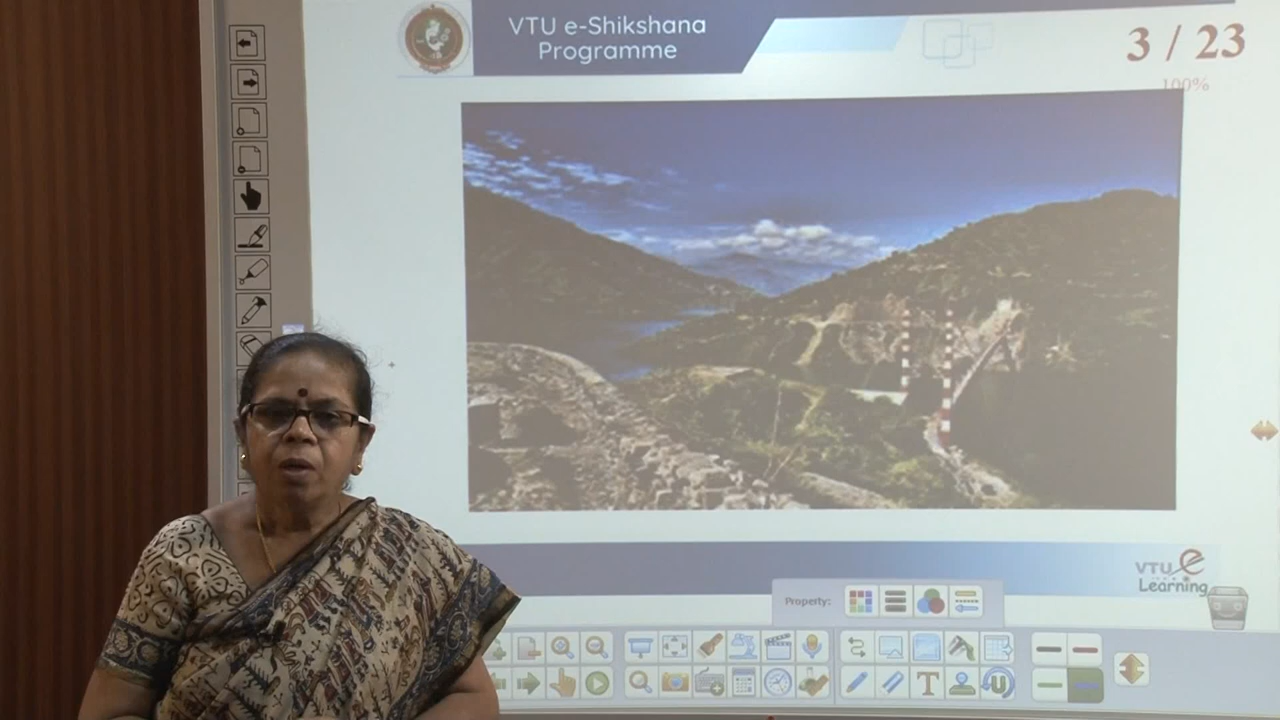 VTU e-Shikshana
Programme
3 / 23
100%
VTU e
Learning
Property:
T